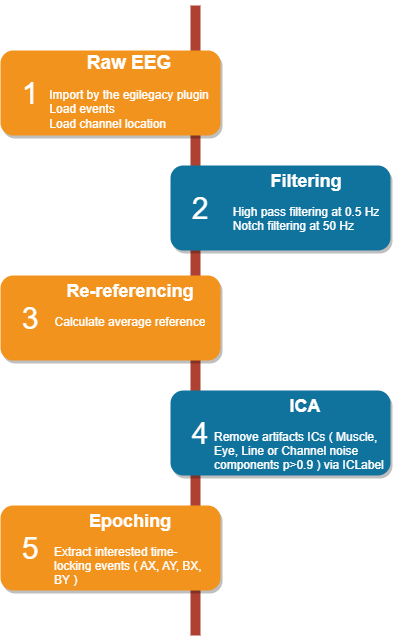 Raw EEG
1
Import by the egilegacy plugin
Load events
Load channel location
Filtering
2
High pass filtering at 0.5 Hz
Notch filtering at 50 Hz
Re-referencing
3
Calculate average reference
ICA
4
Remove artifacts ICs ( Muscle,
Eye, Line or Channel noise
components p>0.9 ) via ICLabel
Epoching
5
Extract interested time-
locking events ( AX, AY, BX,
BY )